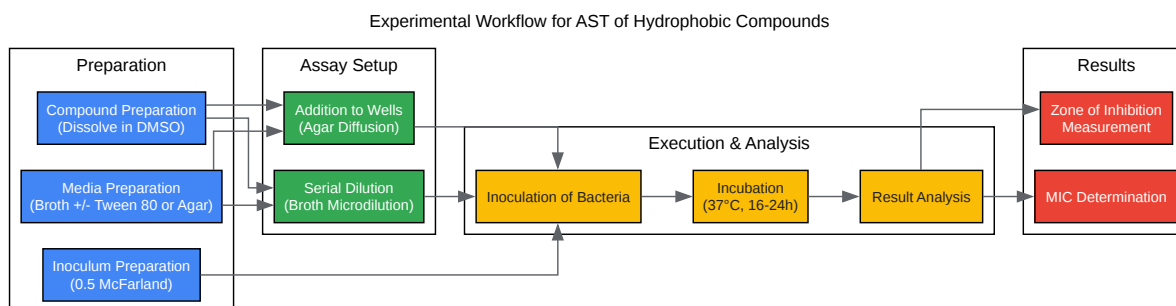 Experimental Workflow for AST of Hydrophobic Compounds
Preparation
Compound Preparation
(Dissolve in DMSO)
Media Preparation
(Broth +/- Tween 80 or Agar)
Inoculum Preparation
(0.5 McFarland)
Assay Setup
Addition to Wells
(Agar Diffusion)
Serial Dilution
(Broth Microdilution)
Execution & Analysis
Inoculation of Bacteria
Incubation
(37°C, 16-24h)
Result Analysis
Results
Zone of Inhibition
Measurement
MIC Determination